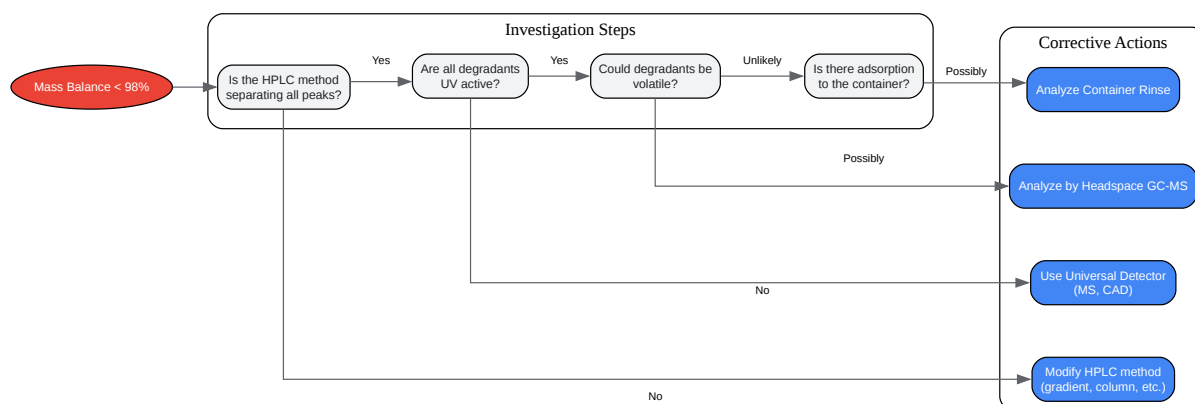 Investigation Steps
Corrective Actions
Mass Balance < 98%
Is the HPLC method
separating all peaks?
Yes
Are all degradants
UV active?
Yes
Could degradants be
volatile?
Unlikely
Is there adsorption
to the container?
Possibly
Analyze Container Rinse
Possibly
Analyze by Headspace GC-MS
No
Use Universal Detector
(MS, CAD)
No
Modify HPLC method
(gradient, column, etc.)